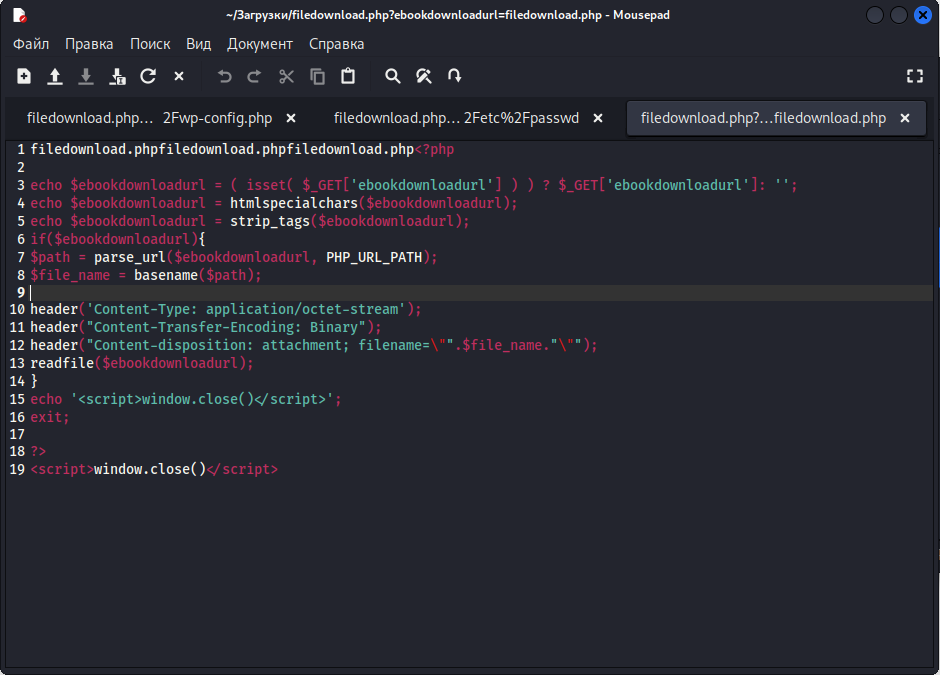 ~/Загрузки/filedownload.php?ebookdownloadurl=filedownload.php - Mousepad
Файл Правка Поиск Вид Документ Справка
filedownload.php... 2Fwp-config.php filedownload.php... 2Fetc%2Fpasswd filedownload.php?...filedownload.php
1 filedownload.phpfiledownload.phpfiledownload.php<?php
2
3 echo $ebookdownloadurl = ( isset( $_GET['ebookdownloadurl'] ) ) ? $_GET['ebookdownloadurl']: '';
4 echo $ebookdownloadurl = htmlspecialchars($ebookdownloadurl);
5 echo $ebookdownloadurl = strip_tags($ebookdownloadurl);
6 if($ebookdownloadurl){
7 $path = parse_url($ebookdownloadurl, PHP_URL_PATH);
8 $file_name = basename($path);
9
10 header('Content-Type: application/octet-stream');
11 header("Content-Transfer-Encoding: Binary");
12 header("Content-disposition: attachment; filename=\"".$file_name."\"");
13 readfile($ebookdownloadurl);
14 }
15 echo '<script>window.close()</script>';
16 exit;
17
18 ?>
19 <script>window.close()</script>